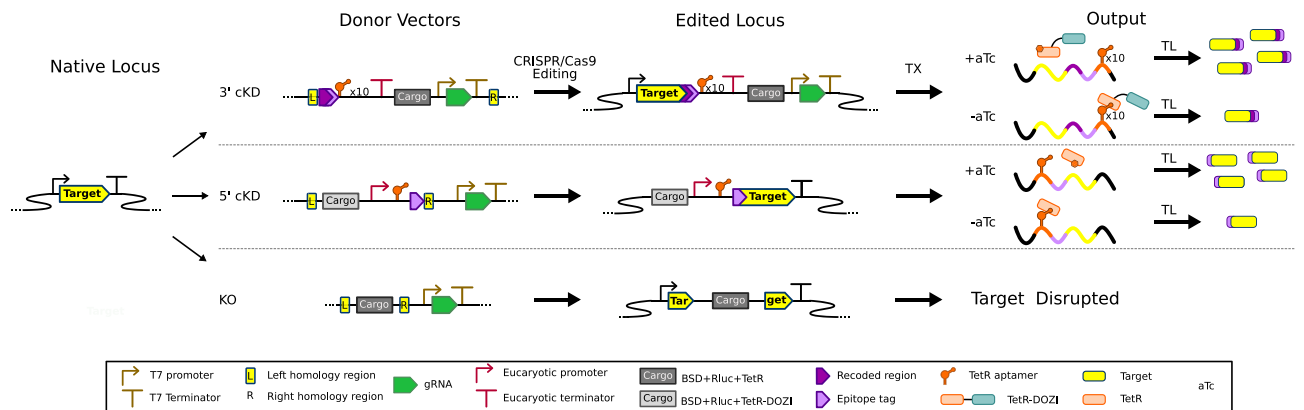 Donor Vectors
Edited Locus
Output
Native Locus
CRISPR/Cas9
Editing
TX
TL
+aTc
3' cKD
L
x10
Cargo
R
Target
x10
Cargo
x10
-aTc
TL
x10
Target
5' cKD
L
Cargo
R
Cargo
Target
+aTc
TL
-aTc
TL
KO
L
Cargo
R
Tar
Cargo
get
Target Disrupted
T7 promoter
L Left homology region
gRNA
Eucaryotic promoter
Cargo BSD+Rluc+TetR
Recoded region
TetR aptamer
Target
aTc
T7 Terminator
R Right homology region
Eucaryotic terminator
Cargo BSD+Rluc+TetR-DOZI
Epitope tag
TetR-DOZI
TetR